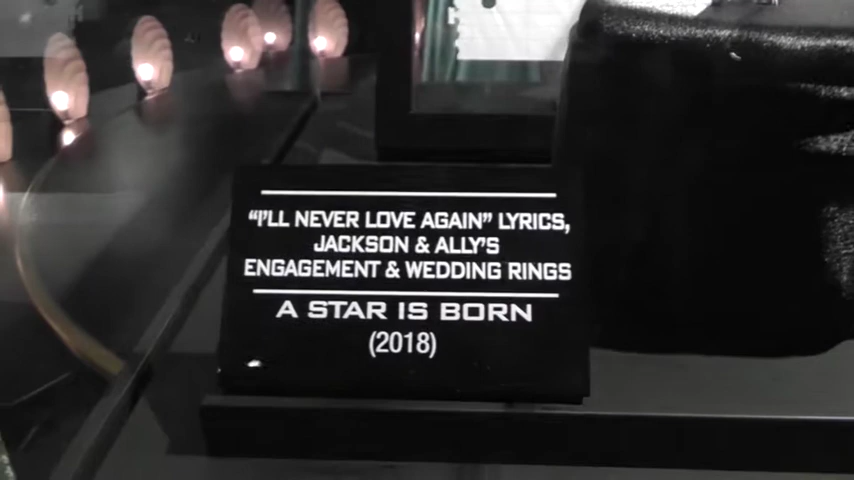 “I’LL NEVER LOVE AGAIN” LYRICS,
JACKSON & ALLY’S
ENGAGEMENT & WEDDING RINGS
A STAR IS BORN
(2018)